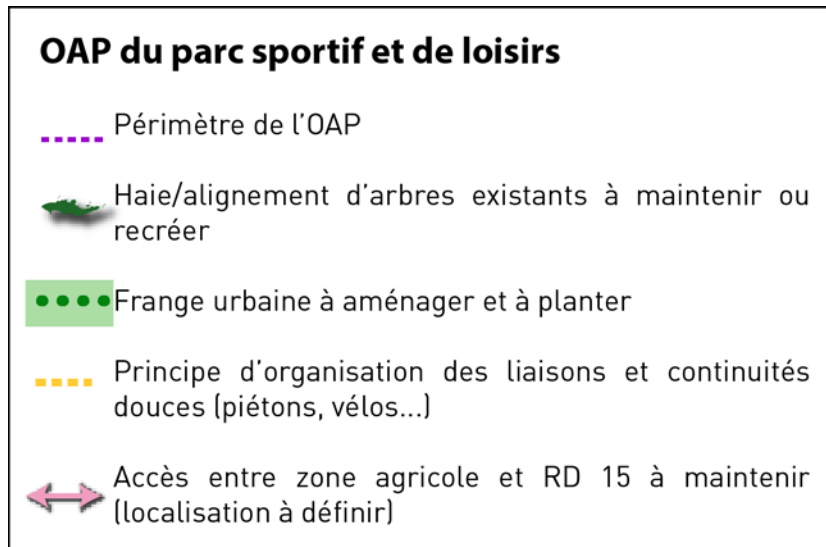 OAP du parc sportif et de loisirs
Périmètre de l'OAP
Haie/alignement d'arbres existants à maintenir ou
recréer
Frange urbaine à aménager et à planter
Principe d'organisation des liaisons et continuités
douces (piétons, vélos...)
Accès entre zone agricole et RD 15 à maintenir
(localisation à définir)